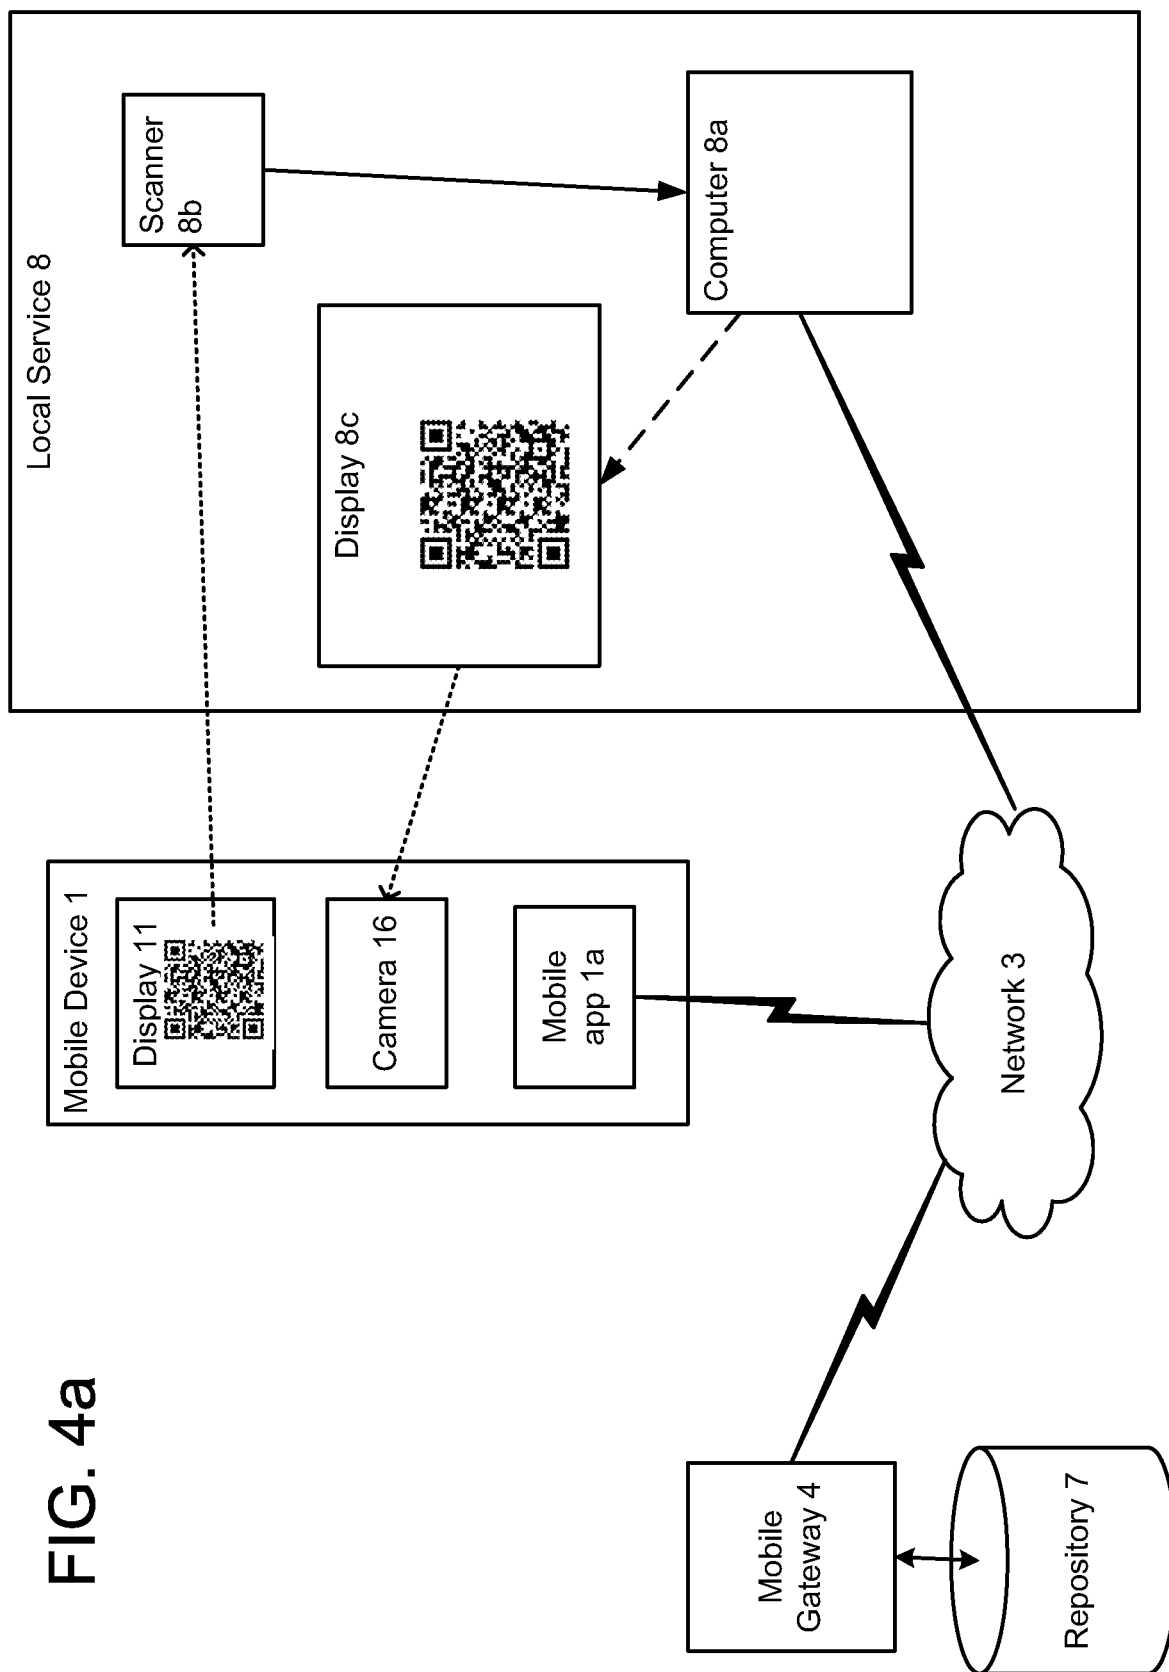 FIG. 4a
Mobile Device 1
Display 11
Camera 16
Mobile
app 1a
Local Service 8
Scanner
8b
Display 8c
Computer 8a
Mobile
Gateway 4
Repository 7
Network 3